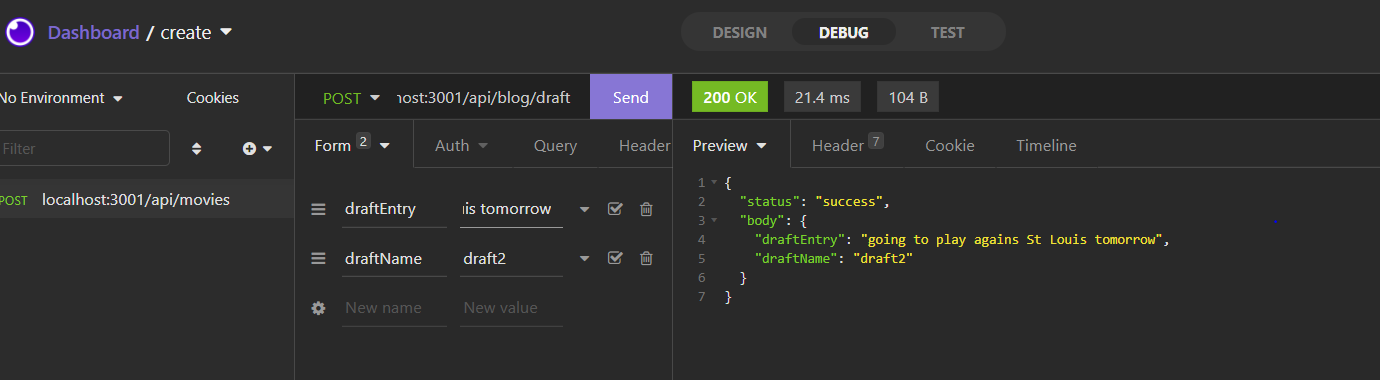 Dashboard / create
DESIGN DEBUG TEST
No Environment Cookies
POST host:3001/api/blog/draft Send
200 OK 21.4 ms 104 B
Filter
Form 2 Auth Query Header
Preview Header 7 Cookie Timeline
POST localhost:3001/api/movies
draftEntry uis tomorrow
draftName draft2
New name New value
1 {
2 "status": "success",
3 "body": {
4 "draftEntry": "going to play agains St Louis tomorrow",
5 "draftName": "draft2"
6 }
7 }